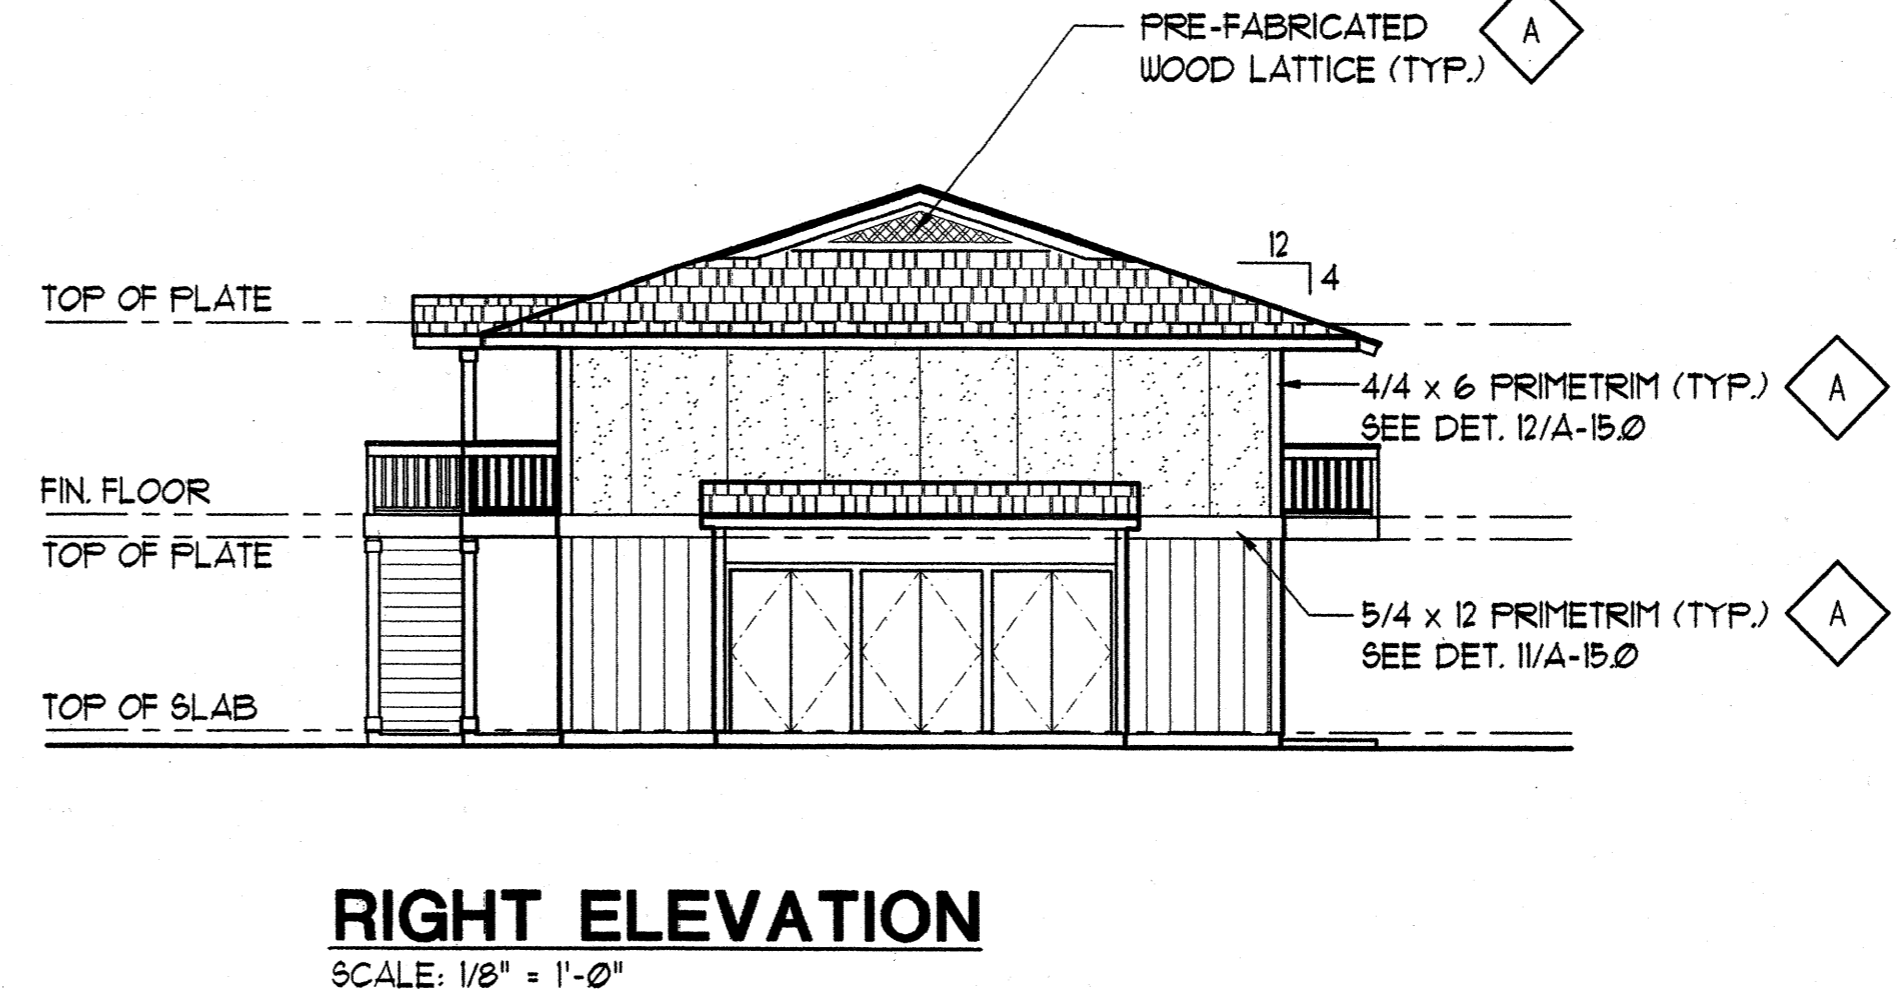 PRE-FABRICATED
WOOD LATTICE (TYP.)
A
12
4
TOP OF PLATE
4/4 x 6 PRIMETRIM (TYP.)
SEE DET. 12/A-15.0
A
FIN. FLOOR
TOP OF PLATE
5/4 x 12 PRIMETRIM (TYP.)
SEE DET. 11/A-15.0
A
TOP OF SLAB
RIGHT ELEVATION
SCALE: 1/8" = 1'-0"